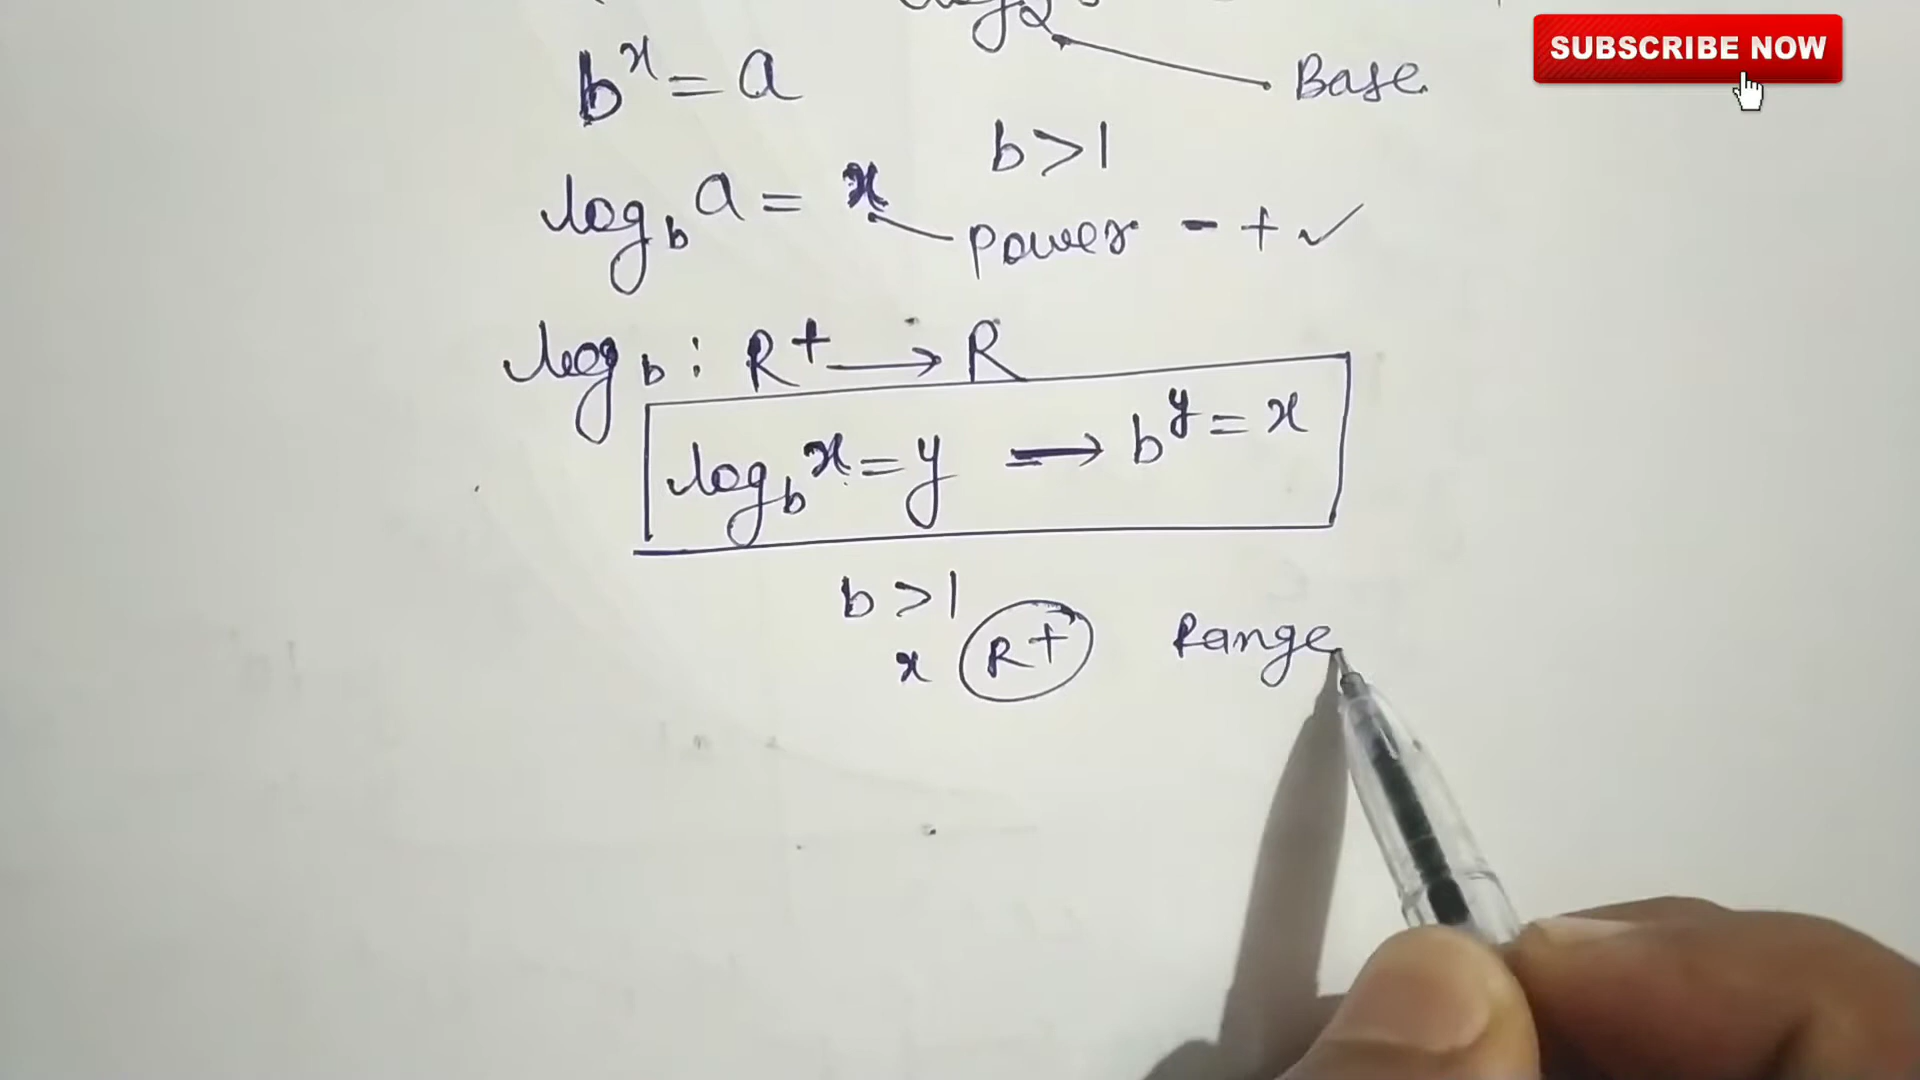 SUBSCRIBE NOW
b^x = a
Base
b > 1
log_b a = x
power - + ✓
log_b : R^+ → R
log_b x = y → b^y = x
b > 1
x R+ Range